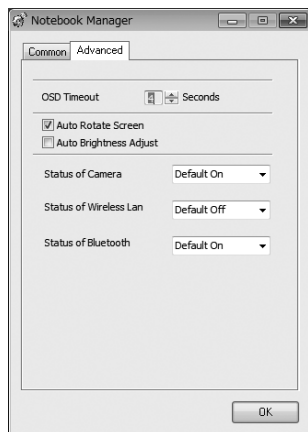 Notebook Manager
Common Advanced
OSD Timeout Seconds
Auto Rotate Screen
Auto Brightness Adjust
Status of Camera Default On
Status of Wireless Lan Default Off
Status of Bluetooth Default On
OK